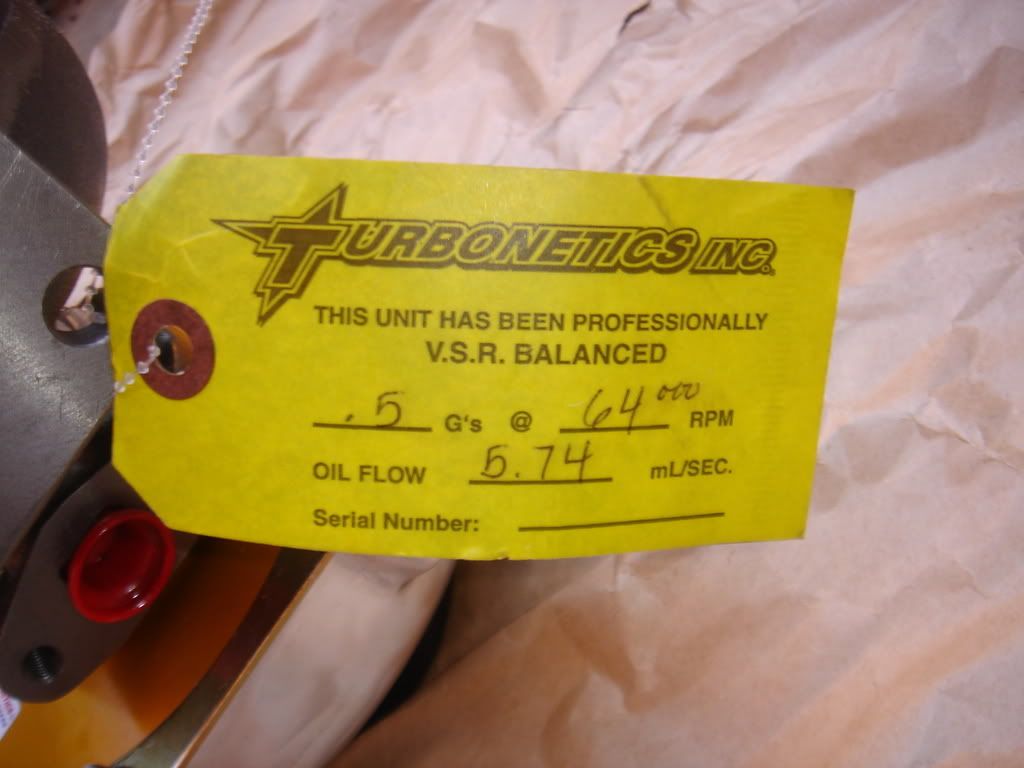 TURBONETICS INC.
THIS UNIT HAS BEEN PROFESSIONALLY
V.S.R. BALANCED
.5 G's @ 64000 RPM
OIL FLOW 5.74 mL/SEC.
Serial Number: